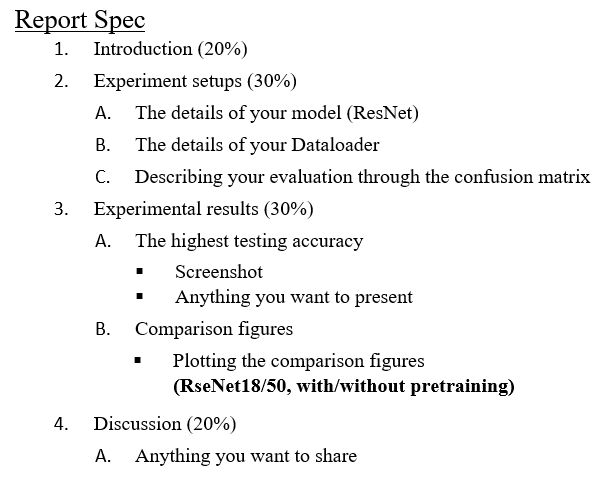 Report Spec
1. Introduction (20%)
2. Experiment setups (30%)
A. The details of your model (ResNet)
B. The details of your Dataloader
C. Describing your evaluation through the confusion matrix
3. Experimental results (30%)
A. The highest testing accuracy
▪ Screenshot
▪ Anything you want to present
B. Comparison figures
▪ Plotting the comparison figures
(RseNet18/50, with/without pretraining)
4. Discussion (20%)
A. Anything you want to share